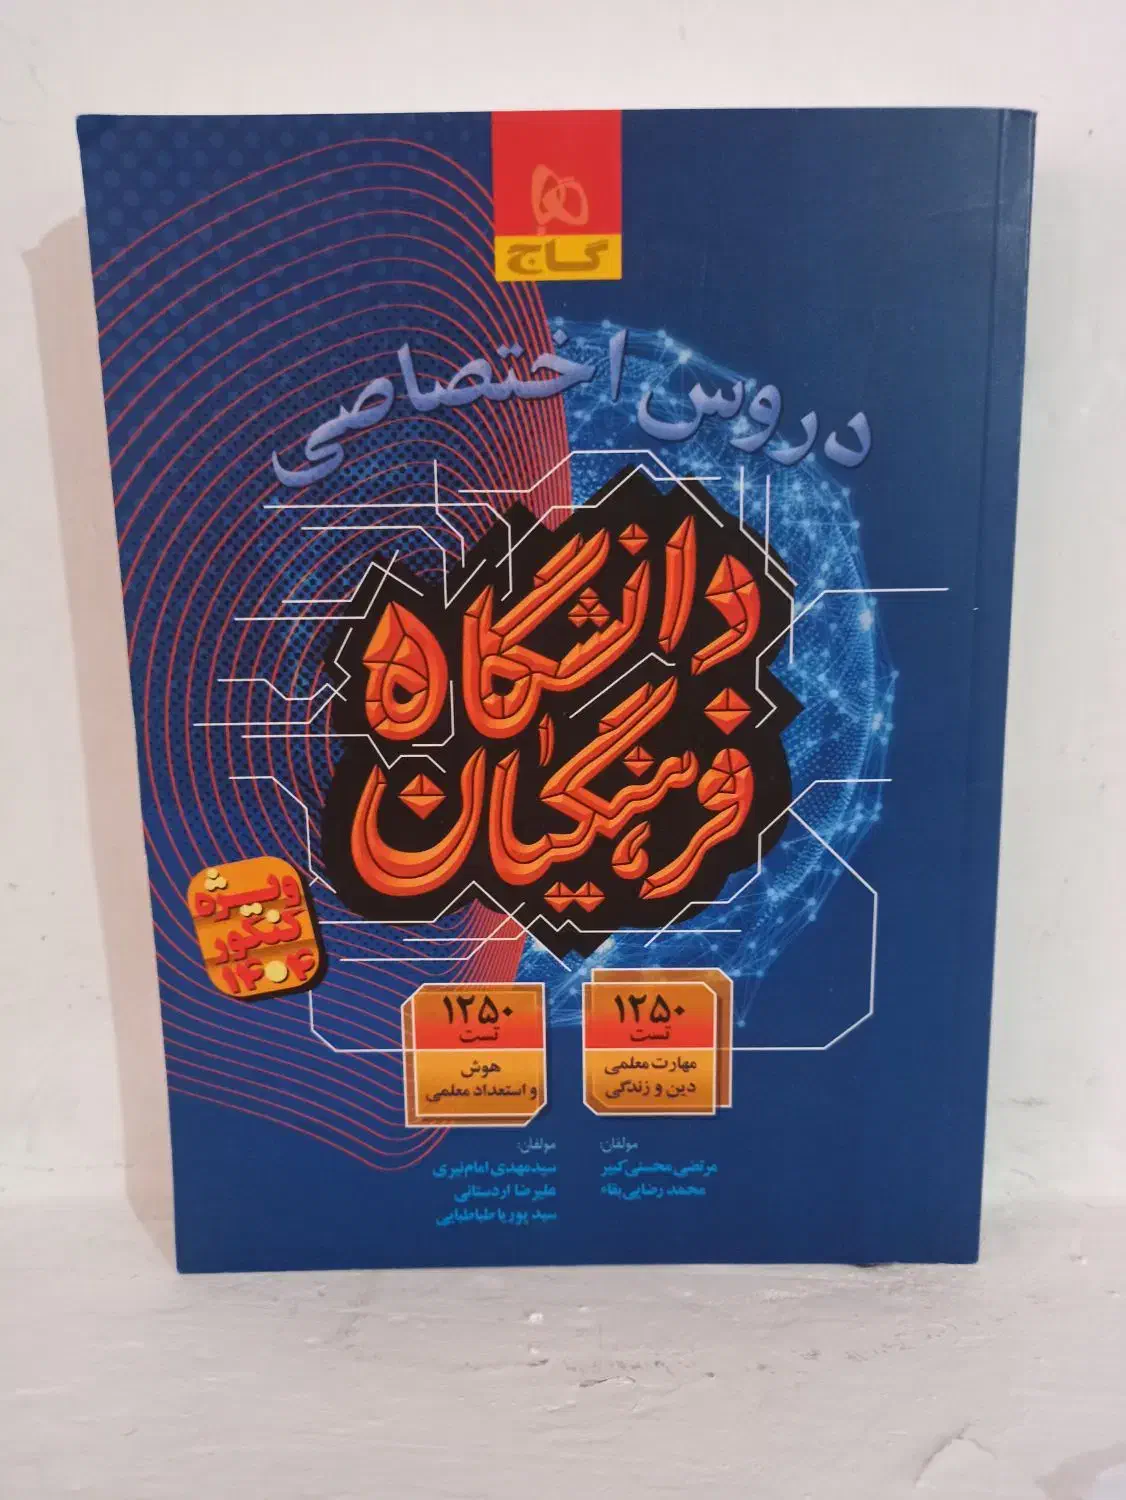 گاج
دروس اختصاصی
دانشگاه
فرهنگیان
ویژه
کنکور
۱۴۰۴
۱۲۵۰
تست
مهارت معلمی
دین و زندگی
مولفان:
مرتضی محسنی کبیر
محمد رضایی بقاء
۱۲۵۰
تست
هوش
و استعداد معلمی
مولفان:
سید مهدی امام نیری
علیرضا اردستانی
سید پوریا طباطبایی